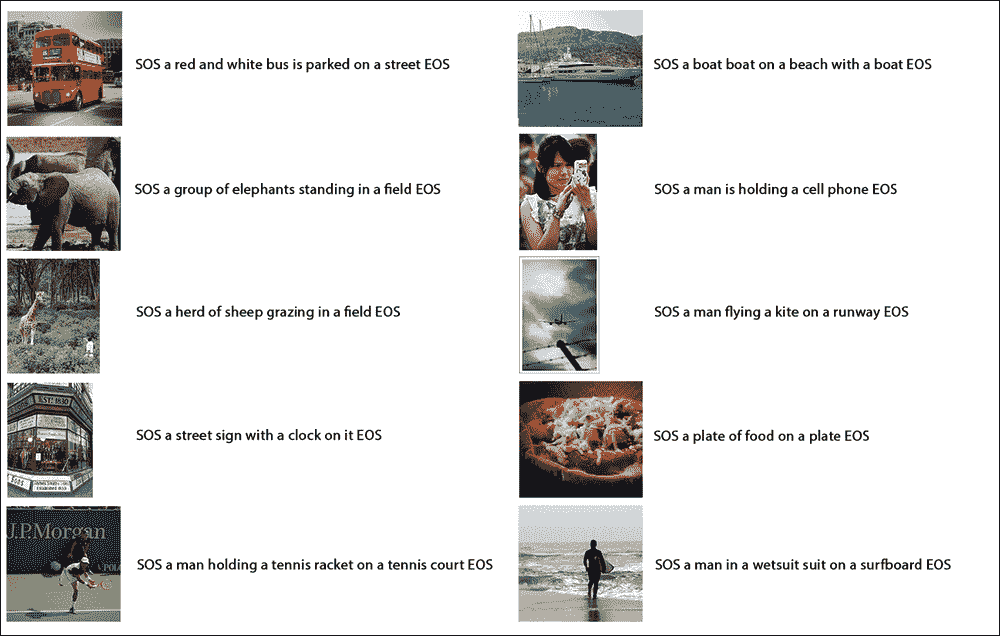 SOS a red and white bus is parked on a street EOS
SOS a boat boat on a beach with a boat EOS
SOS a group of elephants standing in a field EOS
SOS a man is holding a cell phone EOS
SOS a herd of sheep grazing in a field EOS
SOS a man flying a kite on a runway EOS
EST. 1830
SOS a street sign with a clock on it EOS
SOS a plate of food on a plate EOS
J.P.Morgan
SOS a man holding a tennis racket on a tennis court EOS
SOS a man in a wetsuit suit on a surfboard EOS